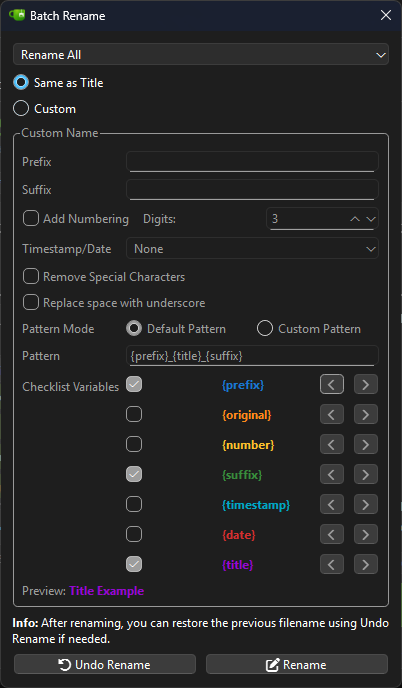 Batch Rename
Rename All
Same as Title
Custom
Custom Name
Prefix
Suffix
Add Numbering Digits: 3
Timestamp/Date None
Remove Special Characters
Replace space with underscore
Pattern Mode Default Pattern Custom Pattern
Pattern {prefix}_{title}_{suffix}
Checklist Variables {prefix}
{original}
{number}
{suffix}
{timestamp}
{date}
{title}
Preview: Title Example
Info: After renaming, you can restore the previous filename using Undo
Rename if needed.
Undo Rename Rename